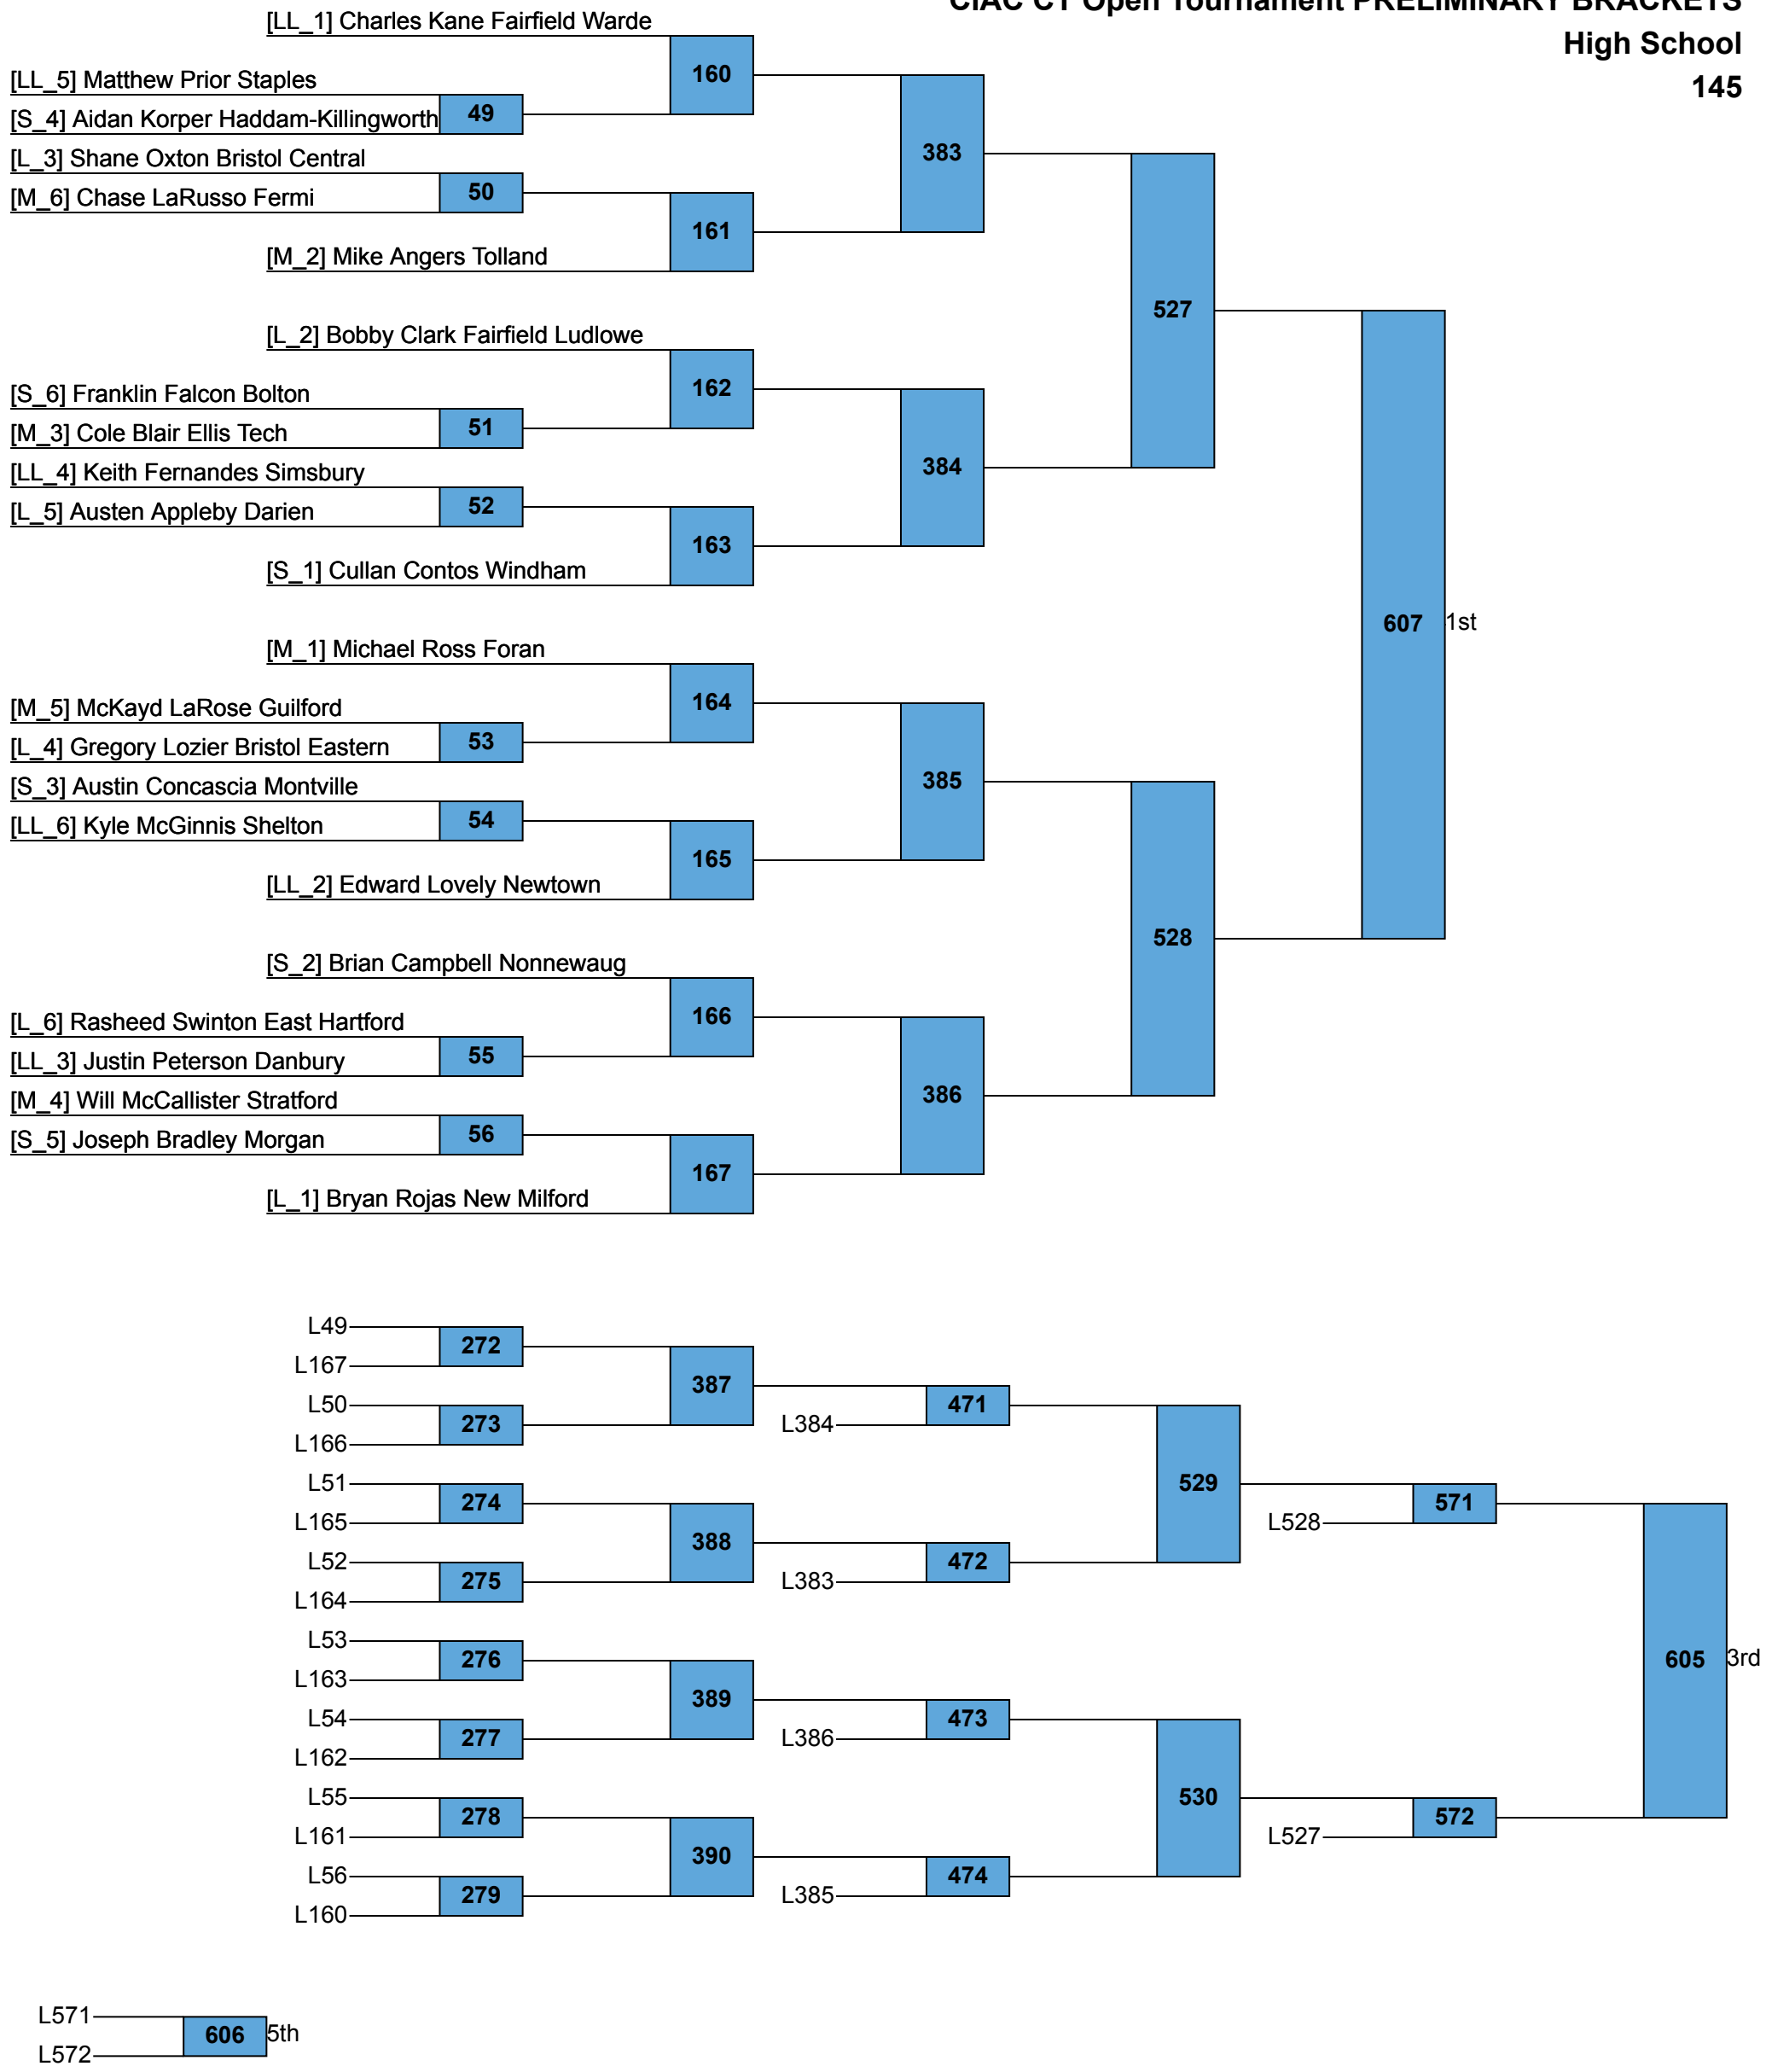 CIAC CT Open Tournament PRELIMINARY BRACKETS
High School
145
[LL_1] Charles Kane Fairfield Warde
160
[LL_5] Matthew Prior Staples
49
[S_4] Aidan Korper Haddam-Killingworth
383
[L_3] Shane Oxton Bristol Central
50
[M_6] Chase LaRusso Fermi
161
[M_2] Mike Angers Tolland
527
[L_2] Bobby Clark Fairfield Ludlowe
162
[S_6] Franklin Falcon Bolton
51
[M_3] Cole Blair Ellis Tech
384
[LL_4] Keith Fernandes Simsbury
52
[L_5] Austen Appleby Darien
163
[S_1] Cullan Contos Windham
607 1st
[M_1] Michael Ross Foran
164
[M_5] McKayd LaRose Guilford
53
[L_4] Gregory Lozier Bristol Eastern
385
[S_3] Austin Concascia Montville
54
[LL_6] Kyle McGinnis Shelton
165
[LL_2] Edward Lovely Newtown
528
[S_2] Brian Campbell Nonnewaug
166
[L_6] Rasheed Swinton East Hartford
55
[LL_3] Justin Peterson Danbury
386
[M_4] Will McCallister Stratford
56
[S_5] Joseph Bradley Morgan
167
[L_1] Bryan Rojas New Milford
L49
272
L167
387
L50
471
273
L384
L166
L51
529
274
571
L165
L528
388
L52
472
275
L383
L164
L53
276
605 3rd
L163
389
L54
473
277
L386
L162
L55
530
278
572
L161
L527
390
L56
474
279
L385
L160
L571
606 5th
L572